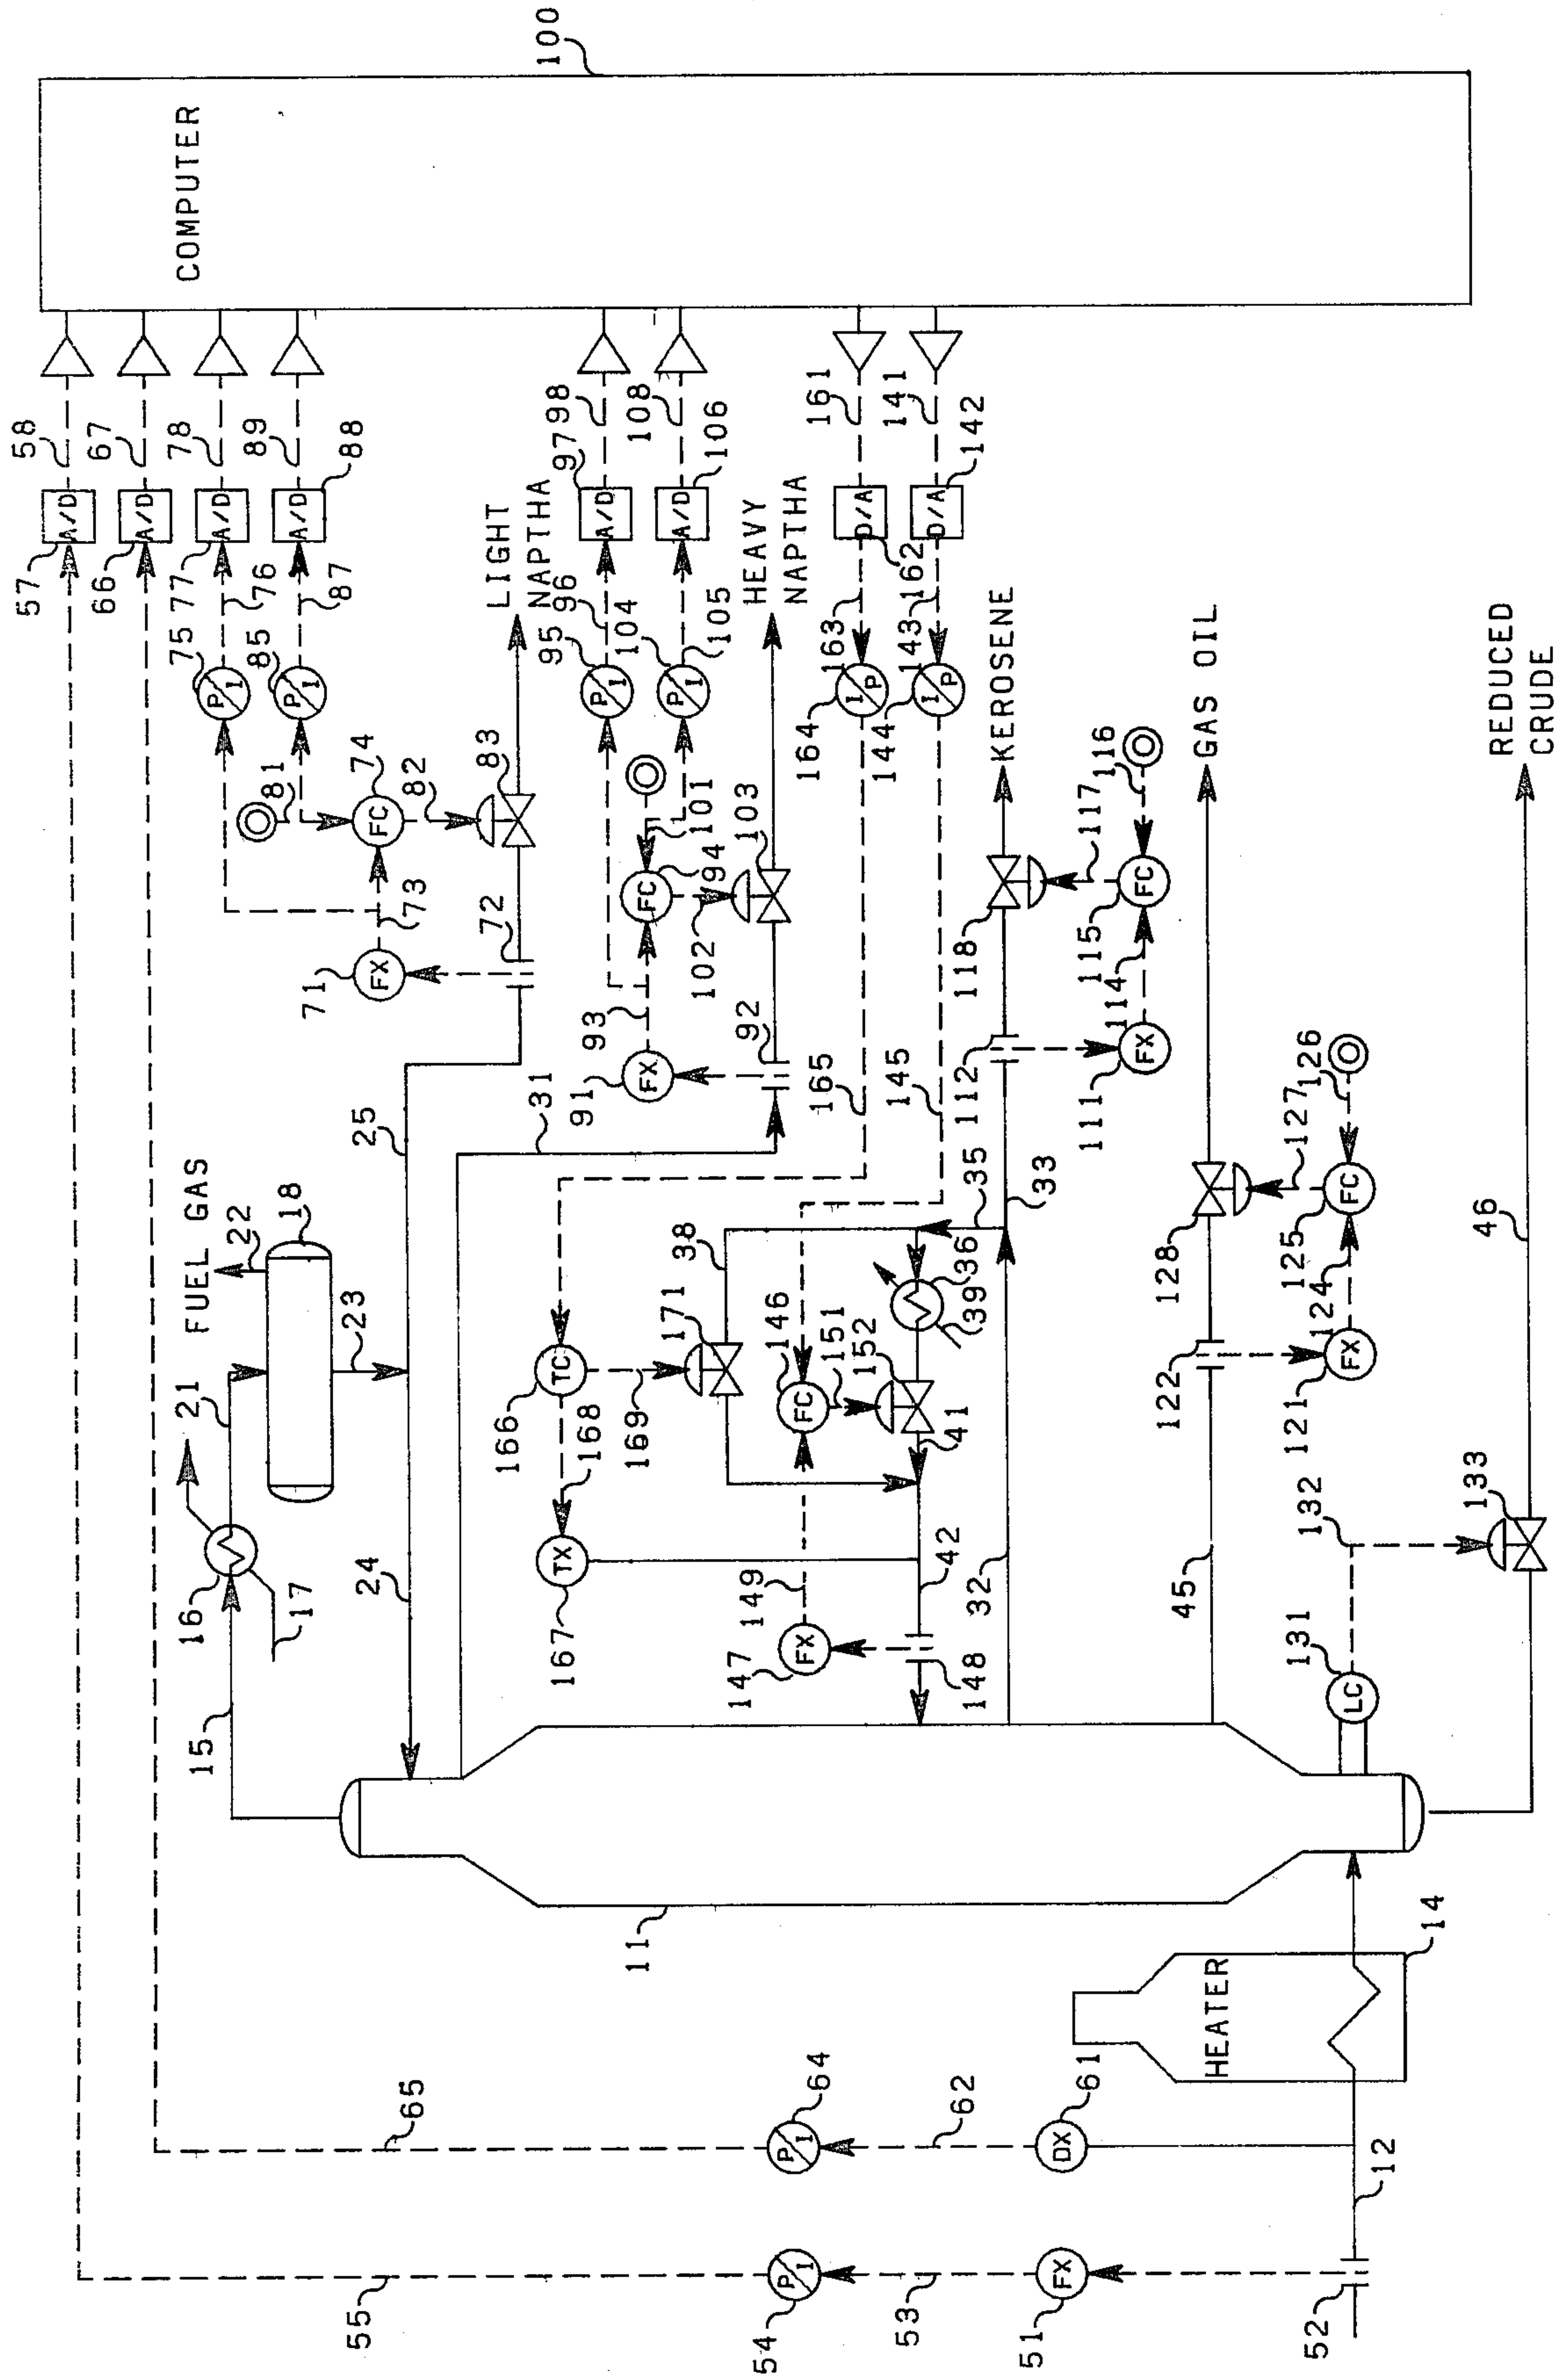 100
COMPUTER
58
67
78
89
98
108
161
141
A/D
A/D
A/D
A/D
88
97
A/D
A/D
106
D/A
D/A
142
57
66
77
76
87
LIGHT
NAPTHA
96
104
105
HEAVY
NAPTHA
162
163
143
75
P/I
85
P/I
95
P/I
P/I
164
I/P
144
I/P
KEROSENE
GAS OIL
REDUCED
CRUDE
81
74
FC
82
83
101
94
FC
103
102
116
117
FC
115
118
73
72
71
FX
93
92
91
FX
165
145
112
114
FX
111
25
31
35
33
126
127
FC
125
128
124
FX
121
122
46
FUEL GAS
22
18
23
21
38
36
39
171
146
FC
151
152
41
TC
166
168
169
TX
167
149
FX
147
148
42
32
45
132
133
131
LC
16
17
15
24
11
14
HEATER
65
64
P/I
62
61
DX
12
55
54
P/I
53
51
FX
52